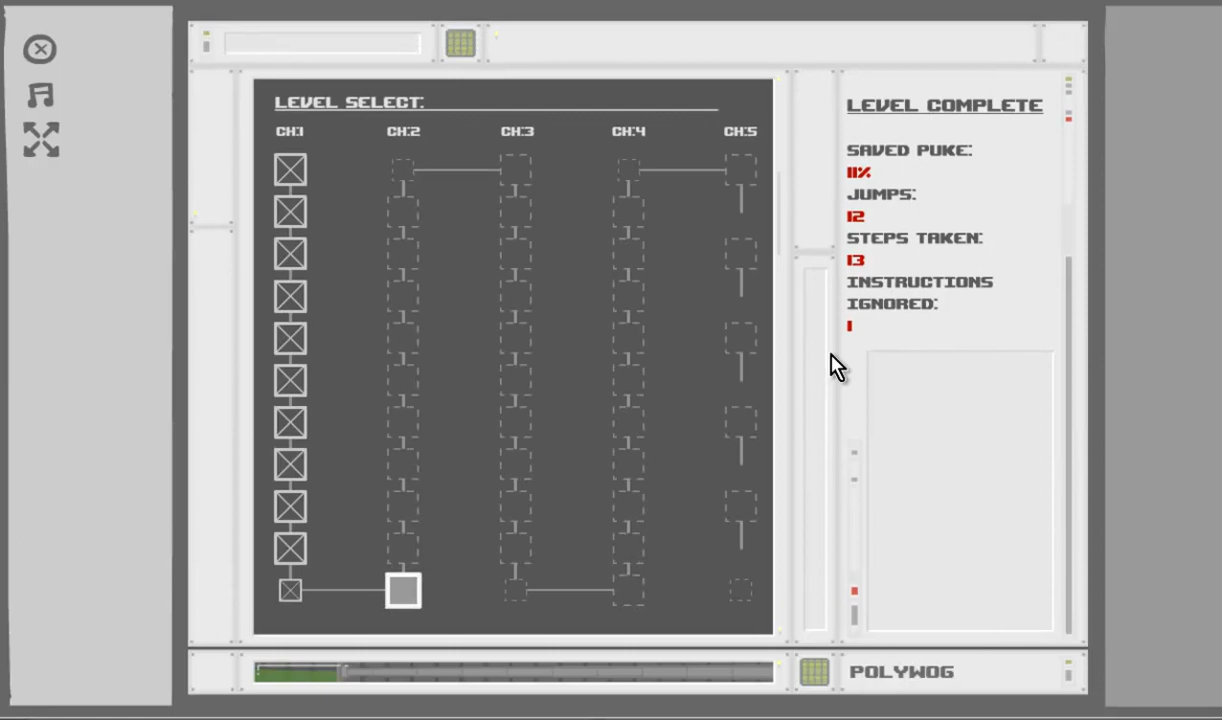 LEVEL SELECT:
CH:1 CH:2 CH:3 CH:4 CH:5
LEVEL COMPLETE
SAVED PUKE:
11%
JUMPS:
12
STEPS TAKEN:
13
INSTRUCTIONS
IGNORED:
1
POLYWOG